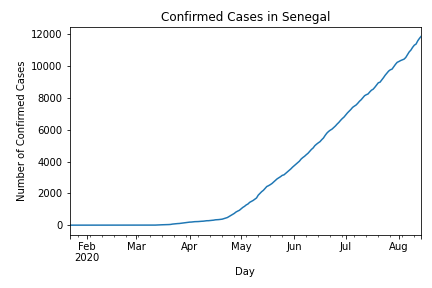 Confirmed Cases in Senegal
Number of Confirmed Cases
12000
10000
8000
6000
4000
2000
0
Feb Mar Apr May Jun Jul Aug
2020
Day